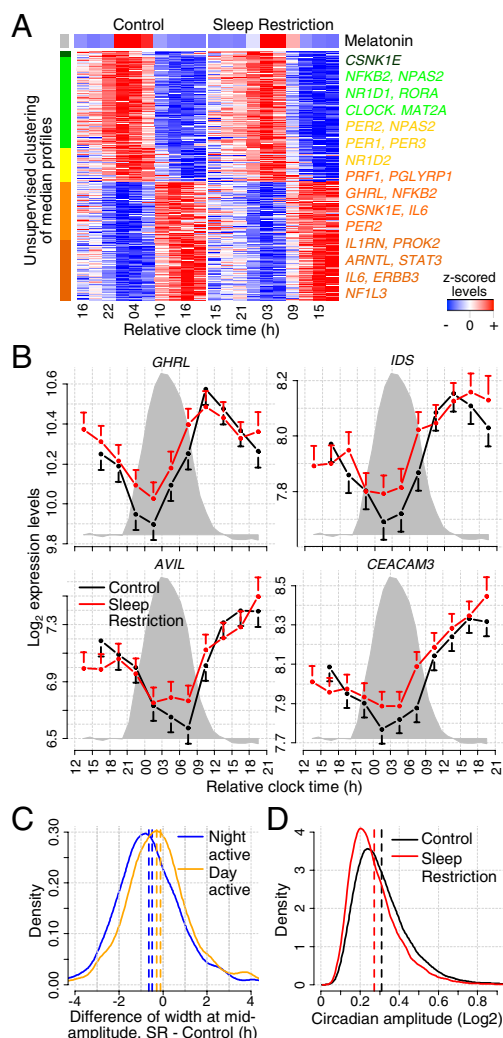 A
Control
Sleep Restriction
Melatonin
Unsupervised clustering
of median profiles
CSNK1E
NFKB2, NPAS2
NR1D1, RORA
CLOCK, MAT2A
PER2, NPAS2
PER1, PER3
NR1D2
PRF1, PGLYRP1
GHRL, NFKB2
CSNK1E, IL6
PER2
IL1RN, PROK2
ARNTL, STAT3
IL6, ERBB3
NF1L3
16 22 04 10 16 15 21 03 09 15
Relative clock time (h)
z-scored
levels
- 0 +
B
GHRL
10.6
10.4
10.2
10.0
9.8
IDS
8.2
8.0
7.8
Log2 expression levels
AVIL
Control
Sleep
Restriction
7.3
6.9
6.5
12 15 18 21 00 03 06 09 12 15 18 21
CEACAM3
8.5
8.3
8.1
7.9
7.7
12 15 18 21 00 03 06 09 12 15 18 21
Relative clock time (h)
C
Night
active
Day
active
Density
0.30
0.20
0.10
0.00
-4 -2 0 2 4
Difference of width at mid-
amplitude, SR - Control (h)
D
Control
Sleep
Restriction
Density
4
3
2
1
0
0 0.2 0.4 0.6 0.8
Circadian amplitude (Log2)